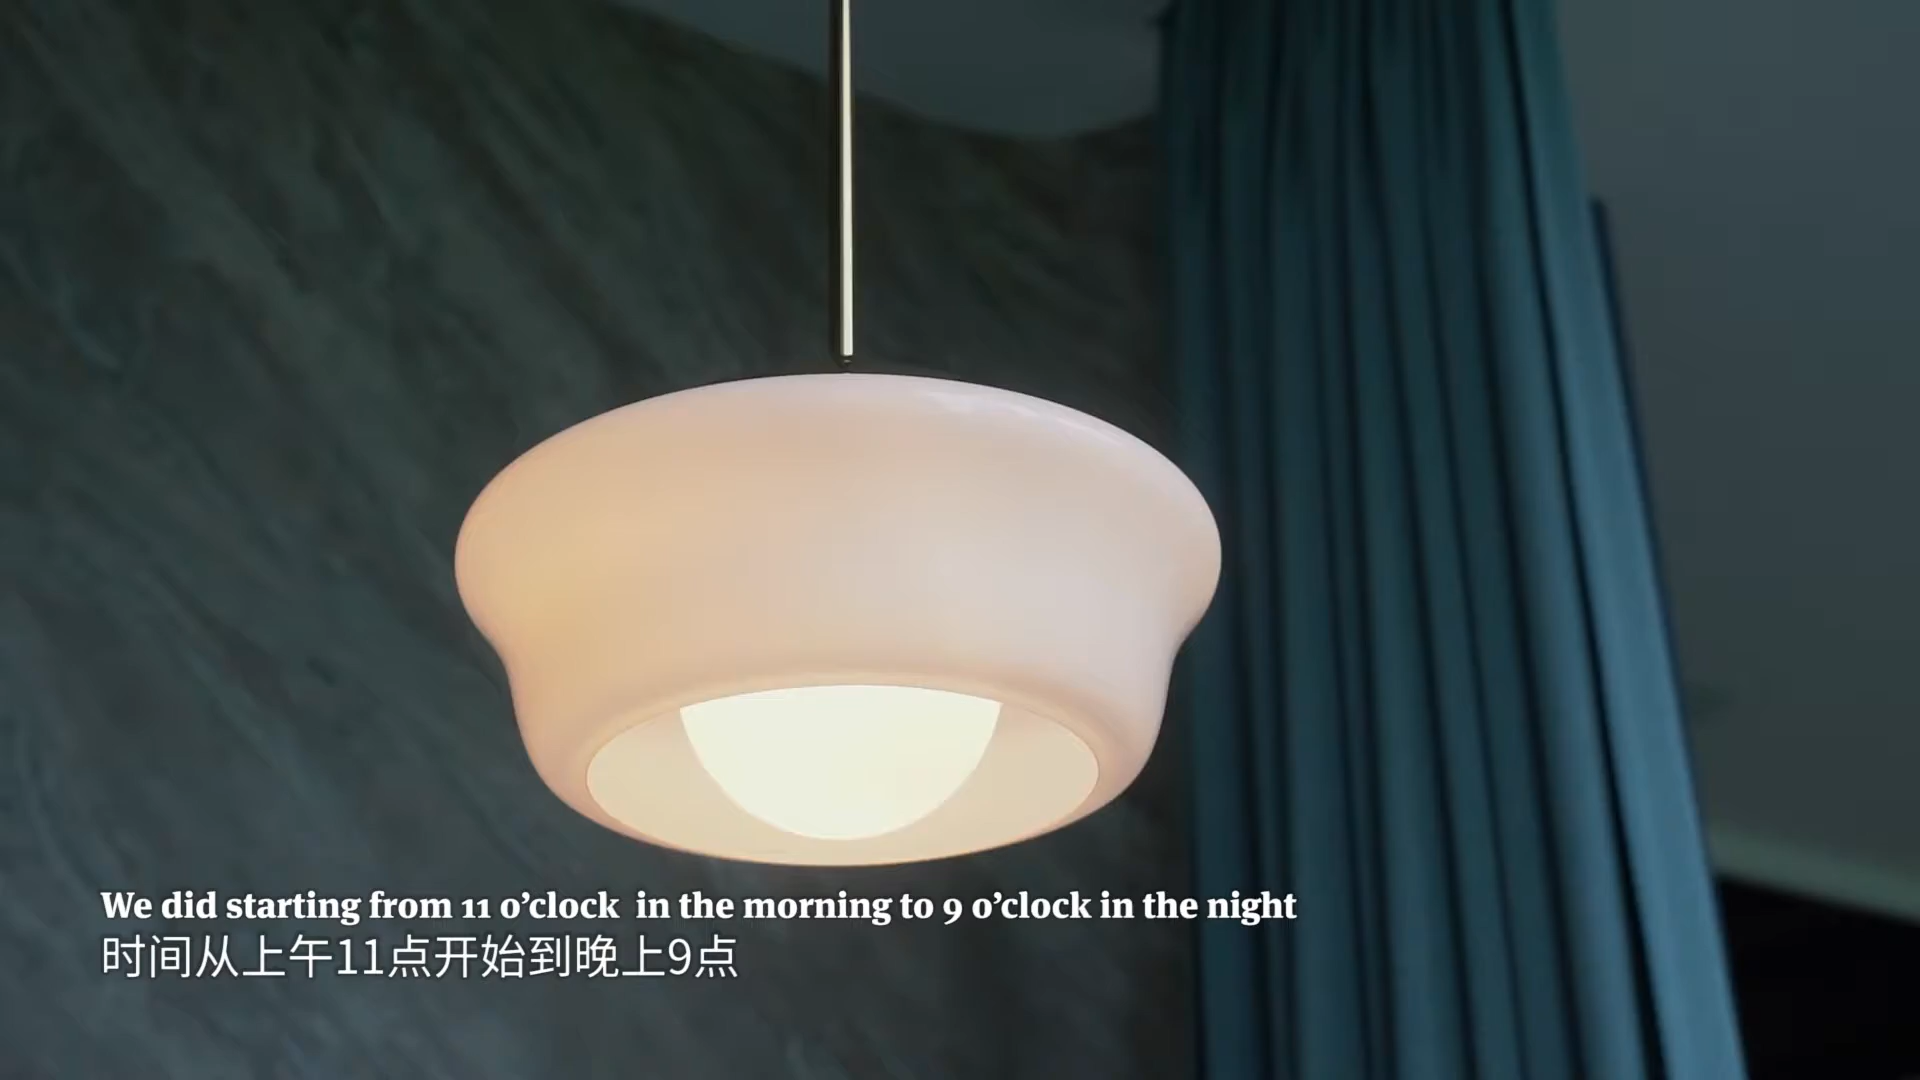 We did starting from 11 o’clock  in the morning to 9 o’clock in the night
时间从上午11点开始到晚上9点